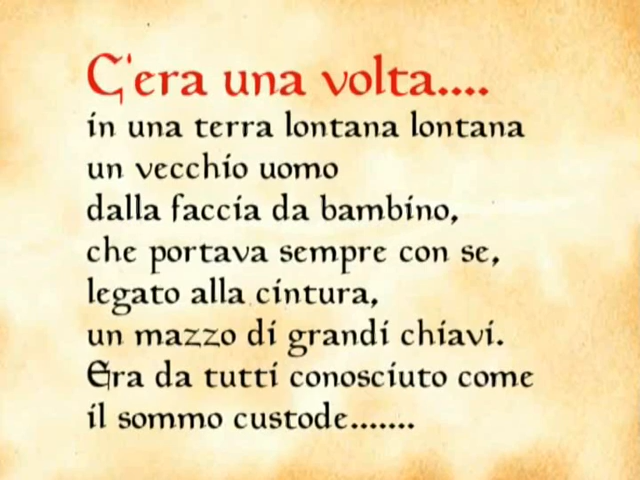 C'era una volta....
in una terra lontana lontana
un vecchio uomo
dalla faccia da bambino,
che portava sempre con se,
legato alla cintura,
un mazzo di grandi chiavi.
Era da tutti conosciuto come
il sommo custode.......